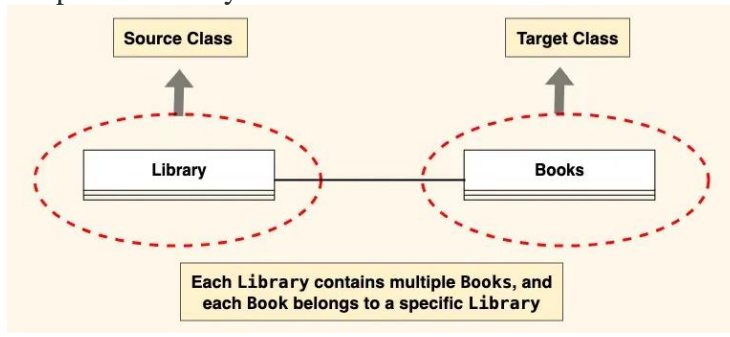 Source Class
Target Class
Library
Books
Each Library contains multiple Books, and
each Book belongs to a specific Library